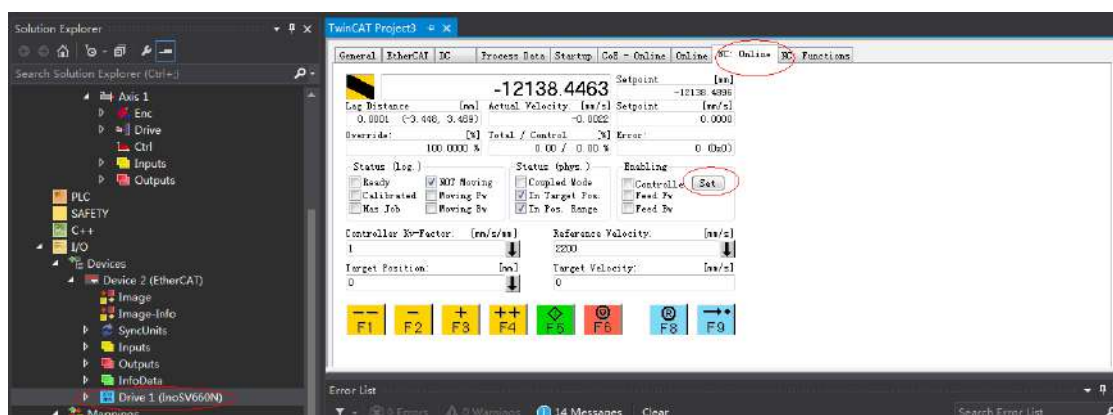 Solution Explorer
Search Solution Explorer (Ctrl+;)
Axis 1
Enc
Drive
Ctrl
Inputs
Outputs
PLC
SAFETY
C++
I/O
Devices
Device 2 (EtherCAT)
Image
Image-Info
SyncUnits
Inputs
Outputs
InfoData
Drive 1 (InoSV660N)
Mappings
TwinCAT Project3
General EtherCAT DC Process Data Startup CoE - Online Online NC: Online NC: Functions
-12138.4463
Setpoint [mm]
-12138.4896
Lag Distance [mm] Actual Velocity: [mm/s] Setpoint [mm/s]
0.0001 (-3.446, 3.469) -0.0022 0.0000
Override: [%] Total / Control [%] Error:
100.0000 % 0.00 / 0.00 % 0 (0x0)
Status (log.) Status (phys.) Enabling
Ready NOT Moving Coupled Mode Controlle Set
Calibrated Moving Fw In Target Pos. Feed Fw
Has Job Moving Bw In Pos. Range Feed Bw
Controller Kv-Factor: [mm/s/mm] Reference Velocity: [mm/s]
1 2200
Target Position: [mm] Target Velocity: [mm/s]
0 0
-- - + ++
F1 F2 F3 F4 F5 F6 F8 F9
Error List
0 Errors 0 Warnings 14 Messages Clear
Search Error List